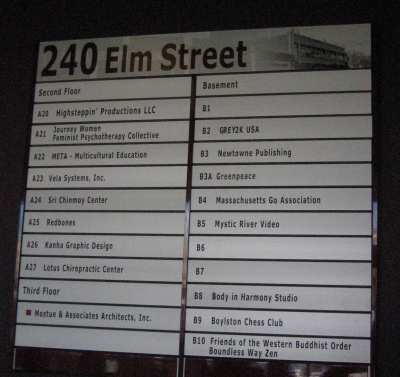 240 Elm Street
Second Floor
A20 Highsteppin' Productions LLC
A21 Journey Women
Feminist Psychotherapy Collective
A22 META - Multicultural Education
A23 Vela Systems, Inc.
A24 Sri Chinmoy Center
A25 Redbones
A26 Kanha Graphic Design
A27 Lotus Chiropractic Center
Third Floor
Mostue & Associates Architects, Inc.
Basement
B1
B2 GREY2K USA
B3 Newtowne Publishing
B3A Greenpeace
B4 Massachusetts Go Association
B5 Mystic River Video
B6
B7
B8 Body in Harmony Studio
B9 Boylston Chess Club
B10 Friends of the Western Buddhist Order
Boundless Way Zen